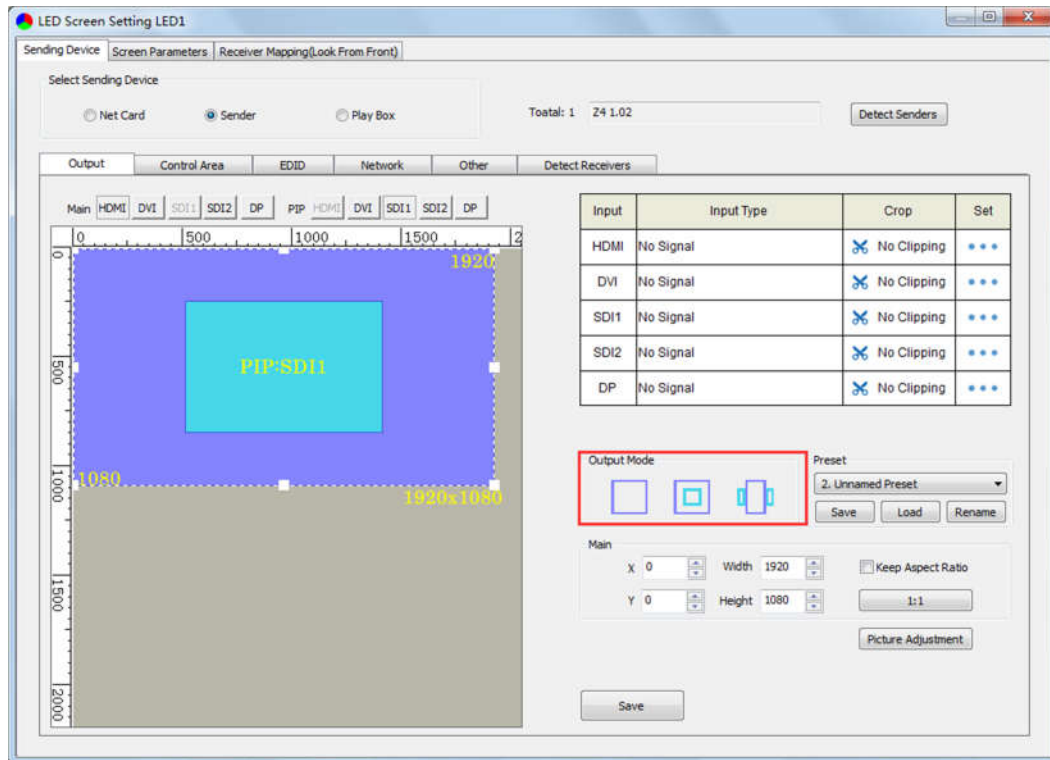 LED Screen Setting LED1
Sending Device Screen Parameters Receiver Mapping(Look From Front)
Select Sending Device
Net Card Sender Play Box
Toatal: 1 Z4 1.02 Detect Senders
Output Control Area EDID Network Other Detect Receivers
Main HDMI DVI SDI1 SDI2 DP PIP HDMI DVI SDI1 SDI2 DP
0 500 1000 1500 2
0
1920
PIP:SDI1
500
1080
1000
1920x1080
1500
2000
Input Input Type Crop Set
HDMI No Signal No Clipping
DVI No Signal No Clipping
SDI1 No Signal No Clipping
SDI2 No Signal No Clipping
DP No Signal No Clipping
Output Mode
Preset
2. Unnamed Preset
Save Load Rename
Main
X 0 Width 1920 Keep Aspect Ratio
Y 0 Height 1080 1:1
Picture Adjustment
Save